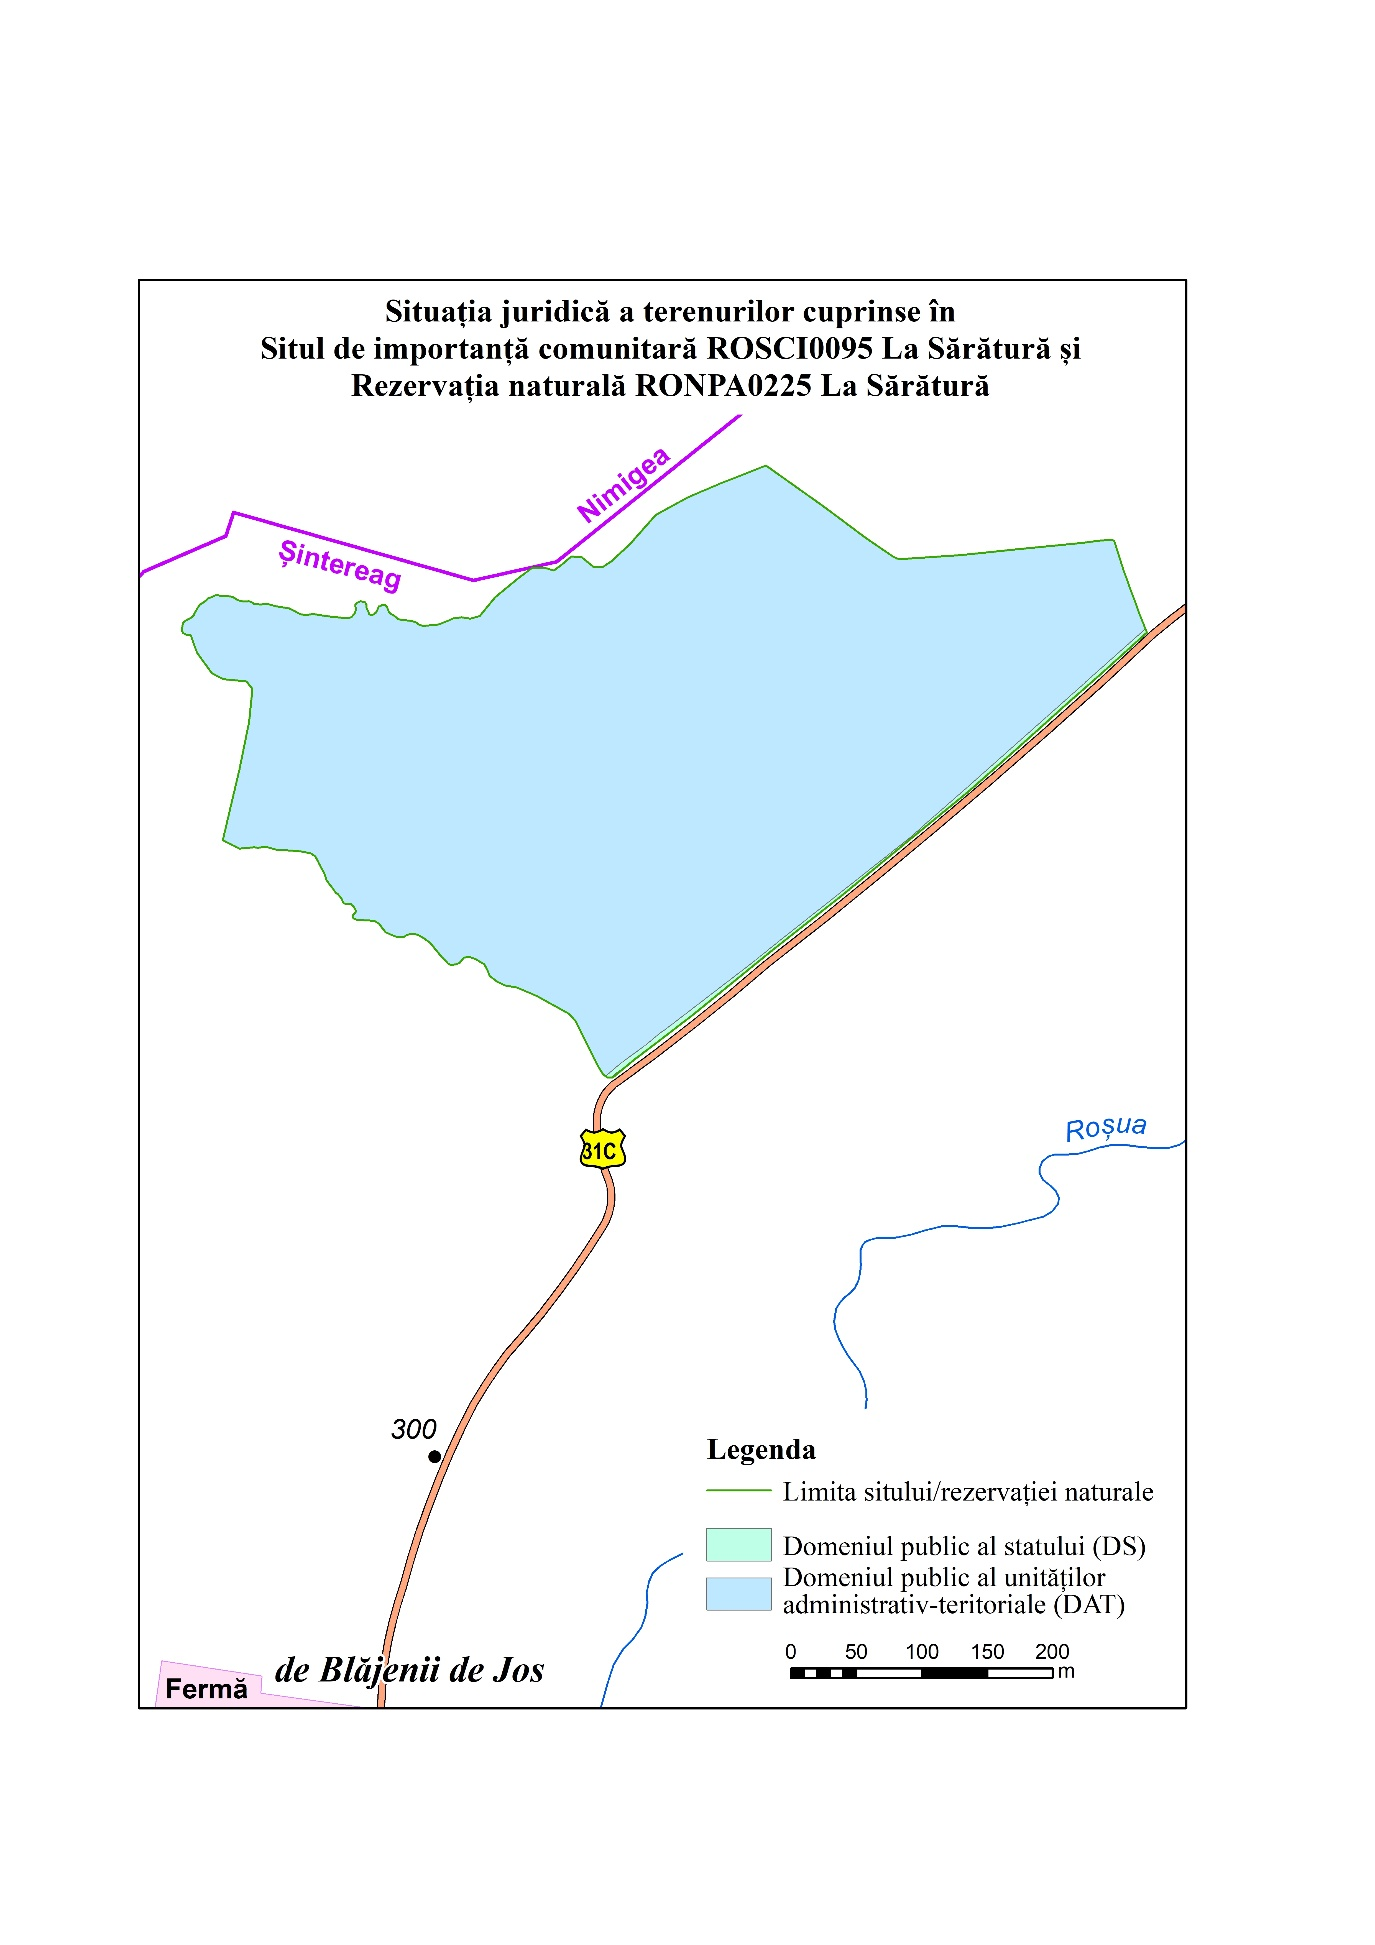 Situația juridică a terenurilor cuprinse în
Situl de importanță comunitară ROSCI0095 La Sărătură și
Rezervația naturală RONPA0225 La Sărătură
Nimigea
Șintereag
31C
Roșua
300
Legenda
Limita sitului/rezervației naturale
Domeniul public al statului (DS)
Domeniul public al unităților
administrativ-teritoriale (DAT)
0 50 100 150 200
m
de Blăjenii de Jos
Fermă